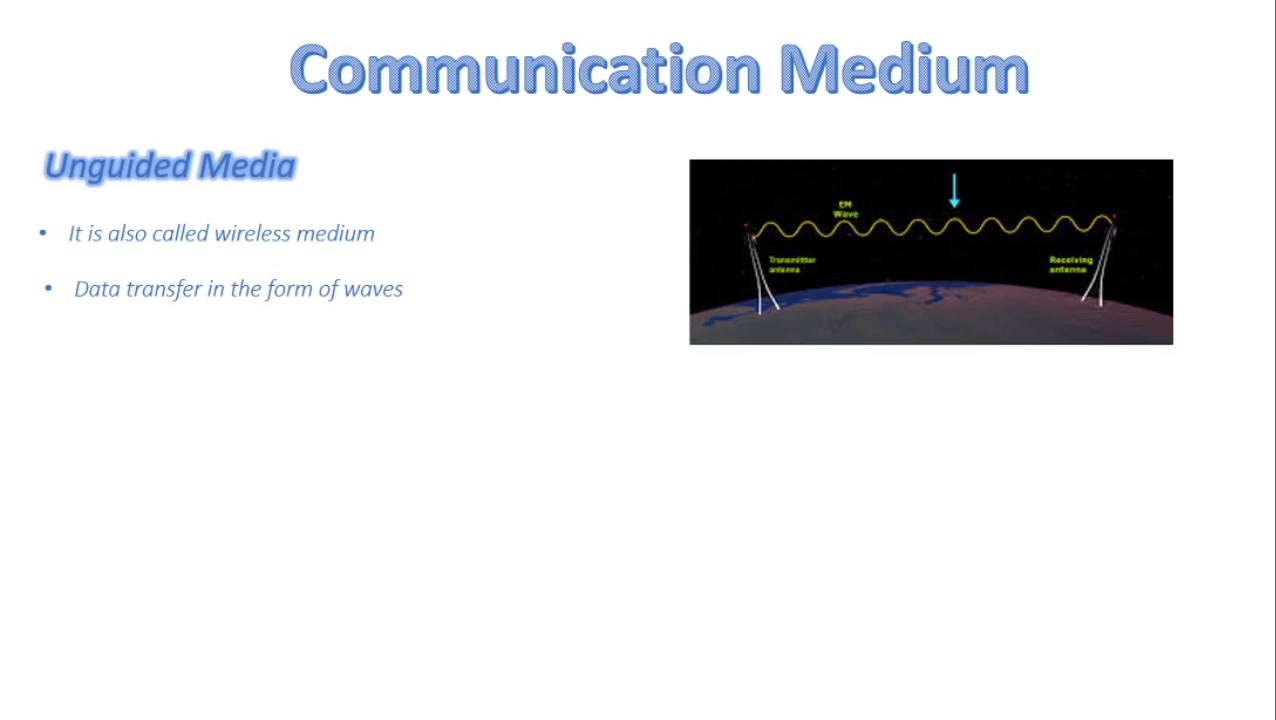 Communication Medium
Unguided Media
• It is also called wireless medium
• Data transfer in the form of waves
EM
Wave
Transmitter
antenna
Receiving
antenna